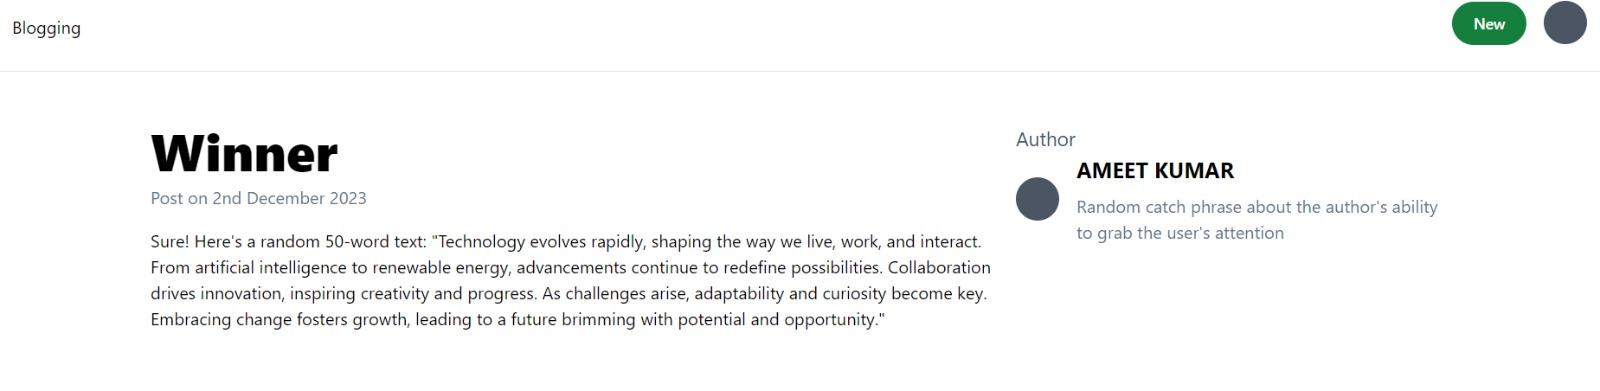 Blogging
New
Winner
Post on 2nd December 2023
Sure! Here's a random 50-word text: "Technology evolves rapidly, shaping the way we live, work, and interact.
From artificial intelligence to renewable energy, advancements continue to redefine possibilities. Collaboration
drives innovation, inspiring creativity and progress. As challenges arise, adaptability and curiosity become key.
Embracing change fosters growth, leading to a future brimming with potential and opportunity."
Author
AMEET KUMAR
Random catch phrase about the author's ability
to grab the user's attention